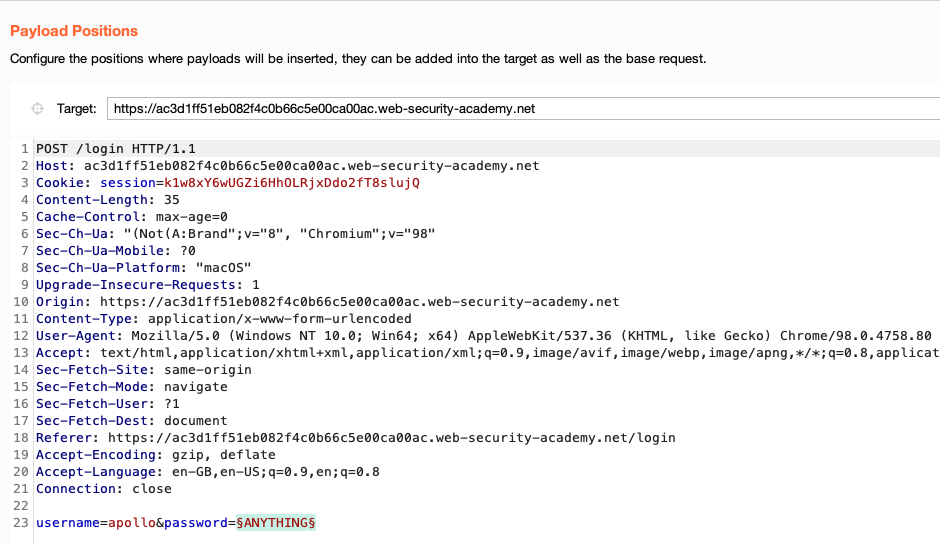 Payload Positions
Configure the positions where payloads will be inserted, they can be added into the target as well as the base request.
Target: https://ac3d1ff51eb082f4c0b66c5e00ca00ac.web-security-academy.net
1 POST /login HTTP/1.1
2 Host: ac3d1ff51eb082f4c0b66c5e00ca00ac.web-security-academy.net
3 Cookie: session=k1w8xY6wUGZi6HhOLRjxDdo2fT8slujQ
4 Content-Length: 35
5 Cache-Control: max-age=0
6 Sec-Ch-Ua: "(Not(A:Brand";v="8", "Chromium";v="98"
7 Sec-Ch-Ua-Mobile: ?0
8 Sec-Ch-Ua-Platform: "macOS"
9 Upgrade-Insecure-Requests: 1
10 Origin: https://ac3d1ff51eb082f4c0b66c5e00ca00ac.web-security-academy.net
11 Content-Type: application/x-www-form-urlencoded
12 User-Agent: Mozilla/5.0 (Windows NT 10.0; Win64; x64) AppleWebKit/537.36 (KHTML, like Gecko) Chrome/98.0.4758.80
13 Accept: text/html,application/xhtml+xml,application/xml;q=0.9,image/avif,image/webp,image/apng,*/*;q=0.8,applicat
14 Sec-Fetch-Site: same-origin
15 Sec-Fetch-Mode: navigate
16 Sec-Fetch-User: ?1
17 Sec-Fetch-Dest: document
18 Referer: https://ac3d1ff51eb082f4c0b66c5e00ca00ac.web-security-academy.net/login
19 Accept-Encoding: gzip, deflate
20 Accept-Language: en-GB,en-US;q=0.9,en;q=0.8
21 Connection: close
22
23 username=apollo&password=§ANYTHING§